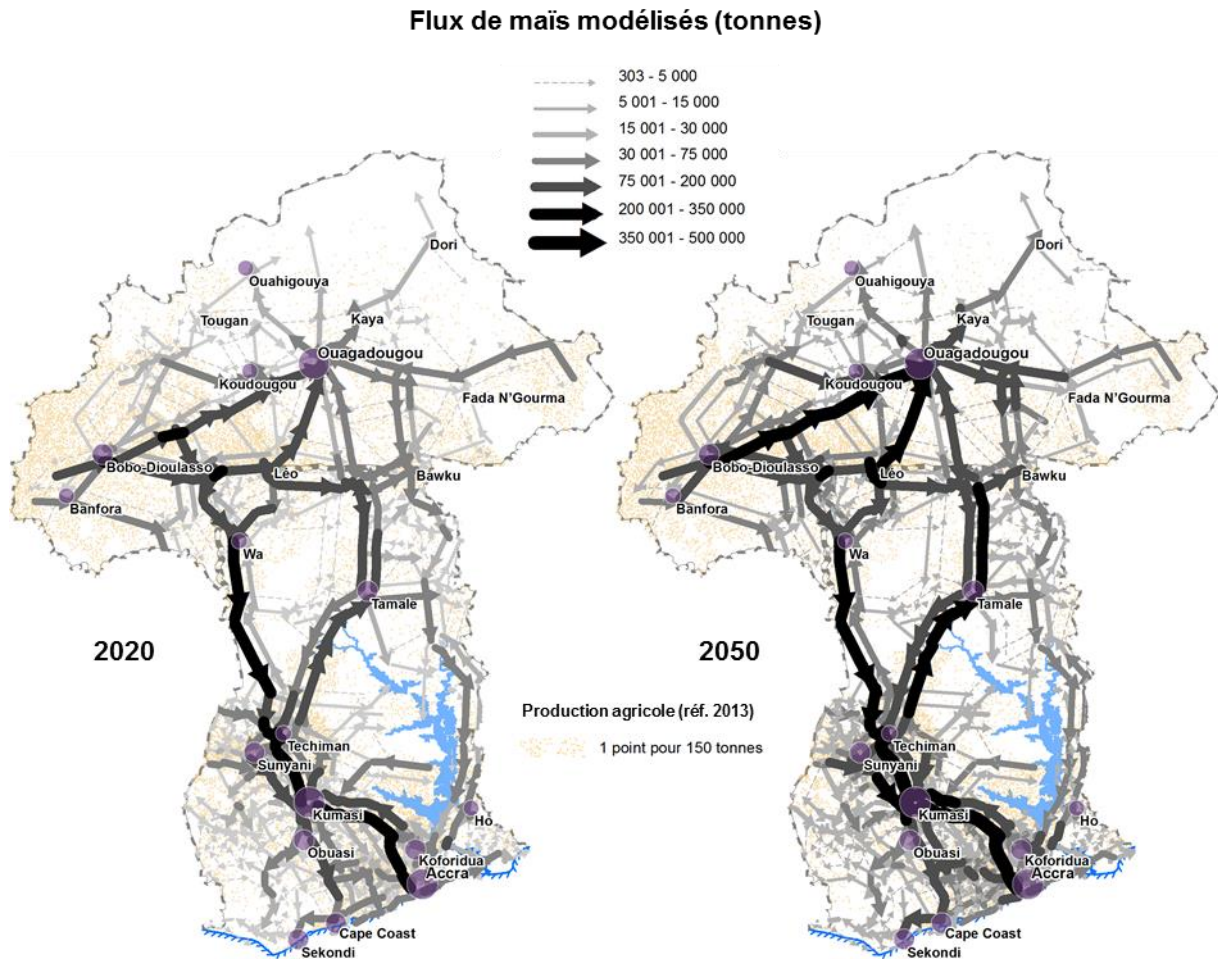 Flux de maïs modélisés (tonnes)
303 - 5 000
5 001 - 15 000
15 001 - 30 000
30 001 - 75 000
75 001 - 200 000
200 001 - 350 000
350 001 - 500 000
Dori
Ouahigouya
Tougan
Kaya
Ouagadougou
Koudougou
Fada N'Gourma
Bobo-Dioulasso
Léo
Bawku
Banfora
Wa
Tamale
2020
Techiman
Sunyani
Kumasi
Ho
Obuasi
Koforidua
Accra
Cape Coast
Sekondi
Dori
Ouahigouya
Tougan
Kaya
Ouagadougou
Koudougou
Fada N'Gourma
Bobo-Dioulasso
Léo
Bawku
Banfora
Wa
Tamale
2050
Production agricole (réf. 2013)
1 point pour 150 tonnes
Techiman
Sunyani
Kumasi
Ho
Obuasi
Koforidua
Accra
Cape Coast
Sekondi